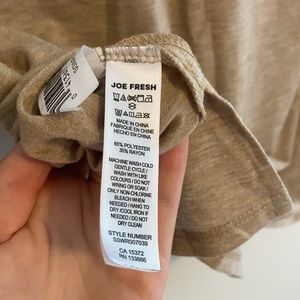 JOE FRESH
MADE IN CHINA
FABRIQUE EN CHINE
HECHO EN CHINA
65% POLYESTER
35% RAYON
MACHINE WASH COLD
GENTLE CYCLE /
WASH WITH LIKE
COLOURS / DO NOT
WRING OR SOAK /
ONLY NON-CHLORINE
BLEACH WHEN
NEEDED / HANG TO
DRY /COOL IRON IF
NEEDED / DO NOT
DRY CLEAN
STYLE NUMBER
CA 15372
RN 133886